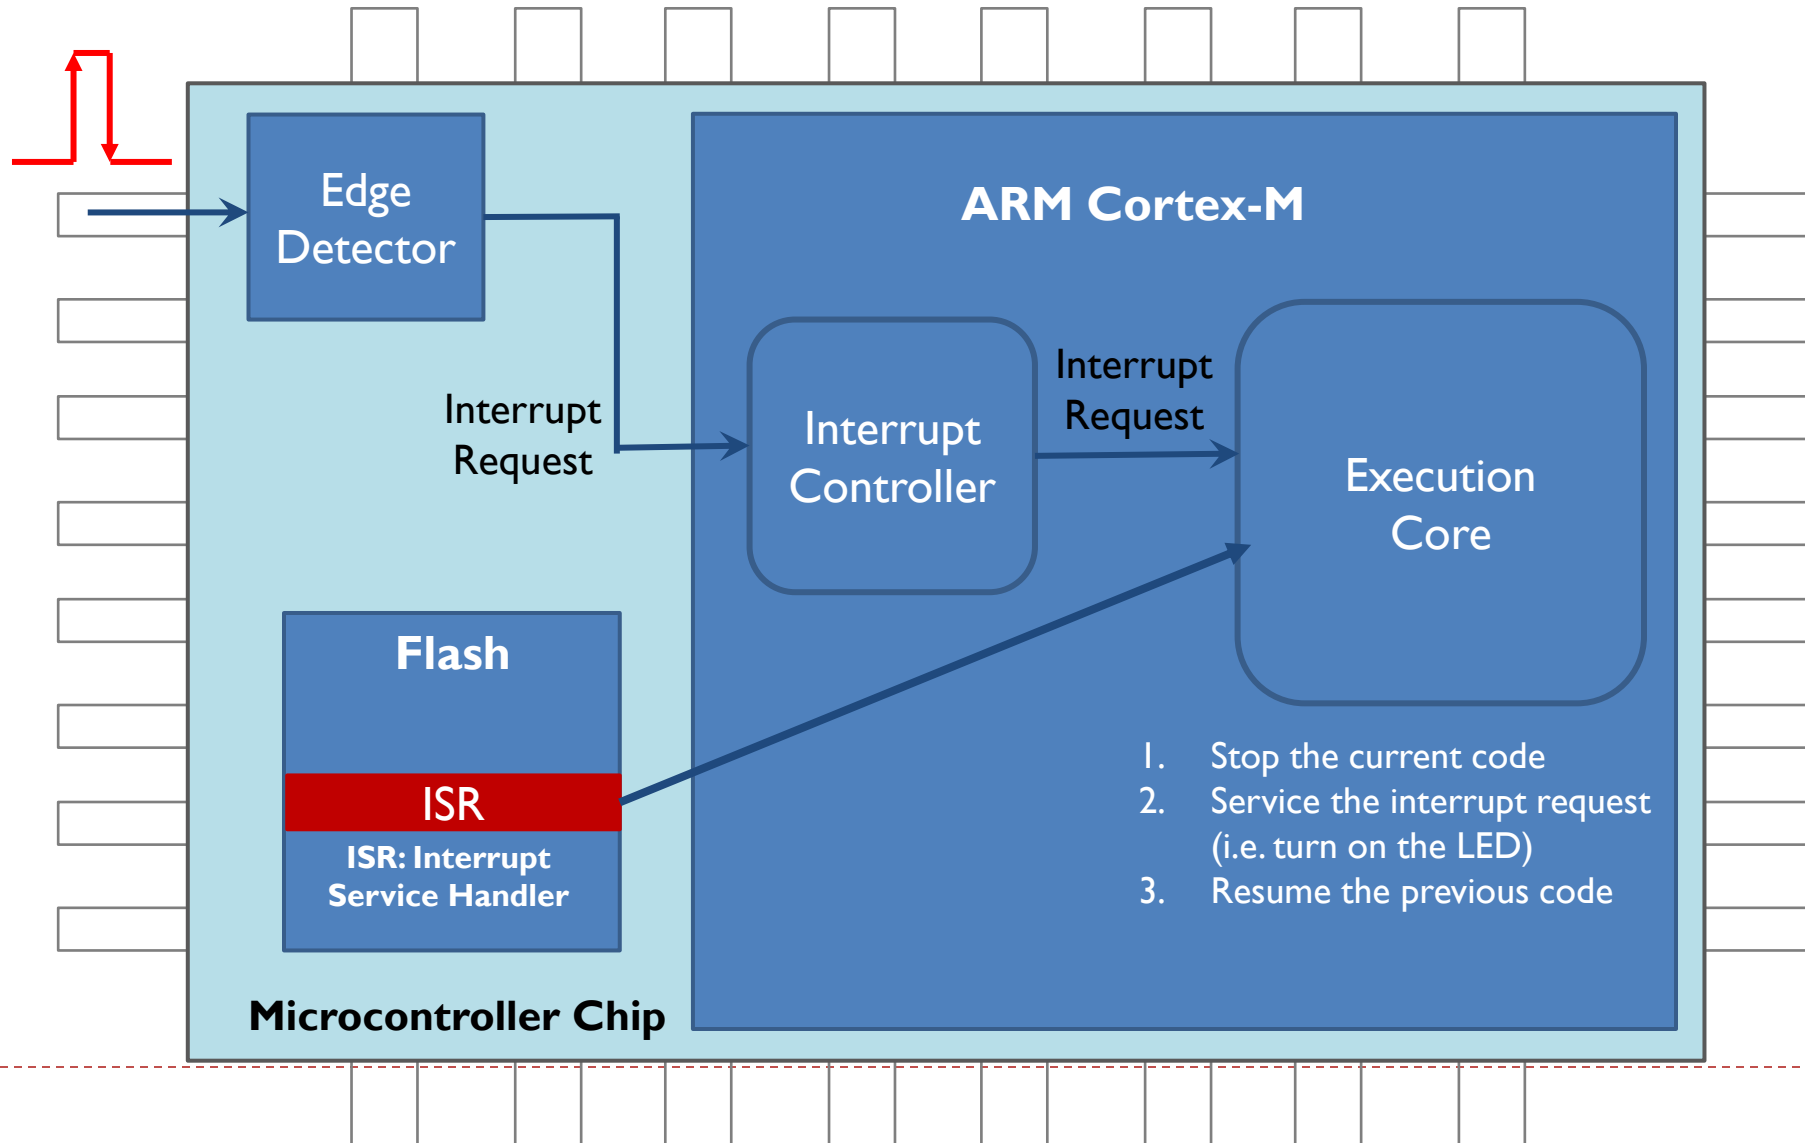 Edge
Detector
ARM Cortex-M
Interrupt
Request
Interrupt
Controller
Interrupt
Request
Execution
Core
Flash
ISR
ISR: Interrupt
Service Handler
1. Stop the current code
2. Service the interrupt request
(i.e. turn on the LED)
3. Resume the previous code
Microcontroller Chip